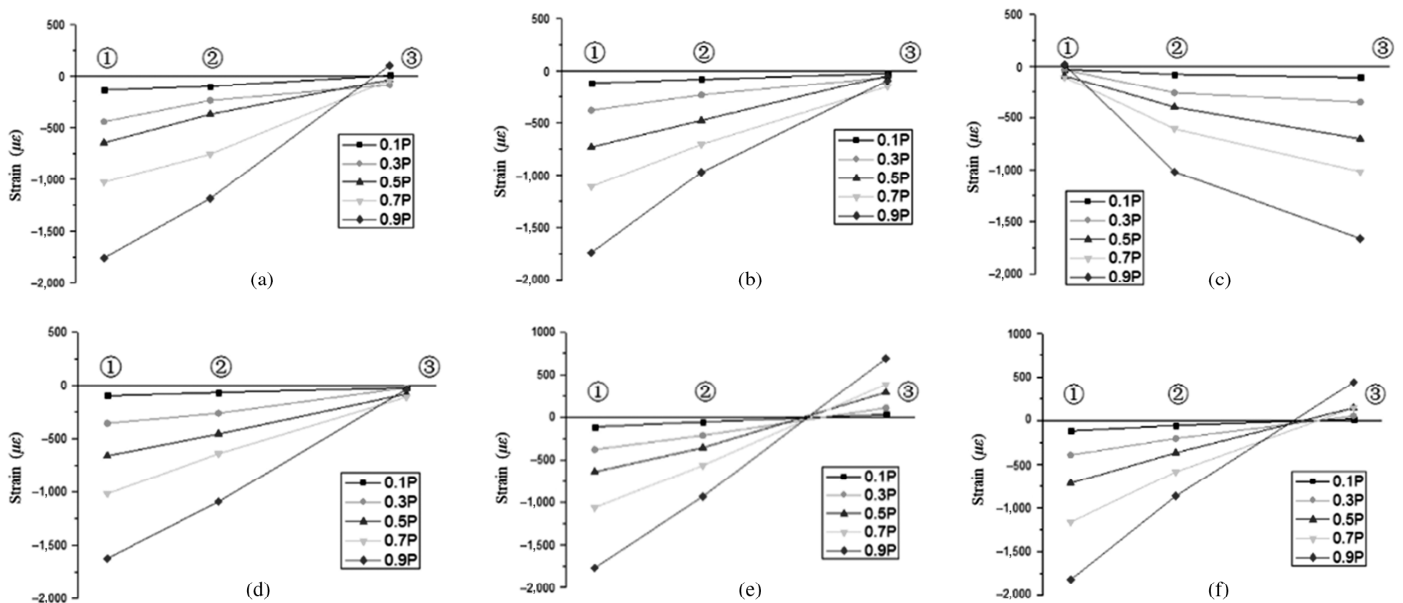 500
0
−500
−1,000
−1,500
−2,000
Strain (με)
① ② ③
0.1P
0.3P
0.5P
0.7P
0.9P
(a)
500
0
−500
−1,000
−1,500
−2,000
Strain (με)
① ② ③
0.1P
0.3P
0.5P
0.7P
0.9P
(b)
500
0
−500
−1,000
−1,500
−2,000
Strain (με)
① ② ③
0.1P
0.3P
0.5P
0.7P
0.9P
(c)
500
0
−500
−1,000
−1,500
−2,000
Strain (με)
① ② ③
0.1P
0.3P
0.5P
0.7P
0.9P
(d)
1000
500
0
−500
−1,000
−1,500
−2,000
Strain (με)
① ② ③
0.1P
0.3P
0.5P
0.7P
0.9P
(e)
1000
500
0
−500
−1,000
−1,500
−2,000
Strain (με)
① ② ③
0.1P
0.3P
0.5P
0.7P
0.9P
(f)